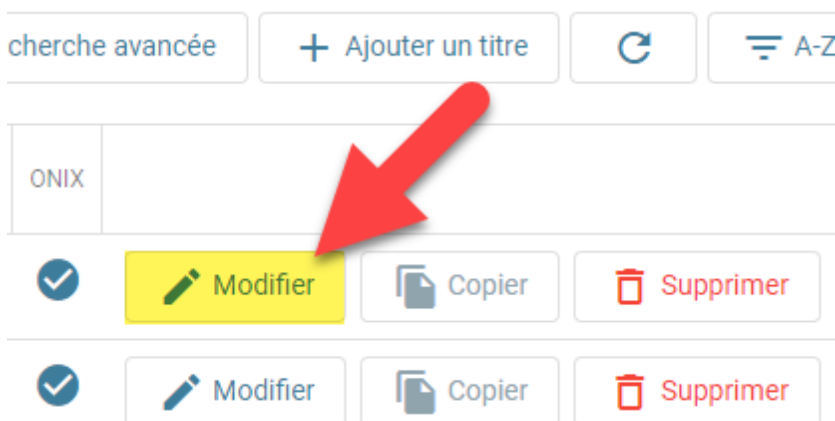 cherche avancée + Ajouter un titre A-Z
ONIX
Modifier Copier Supprimer
Modifier Copier Supprimer